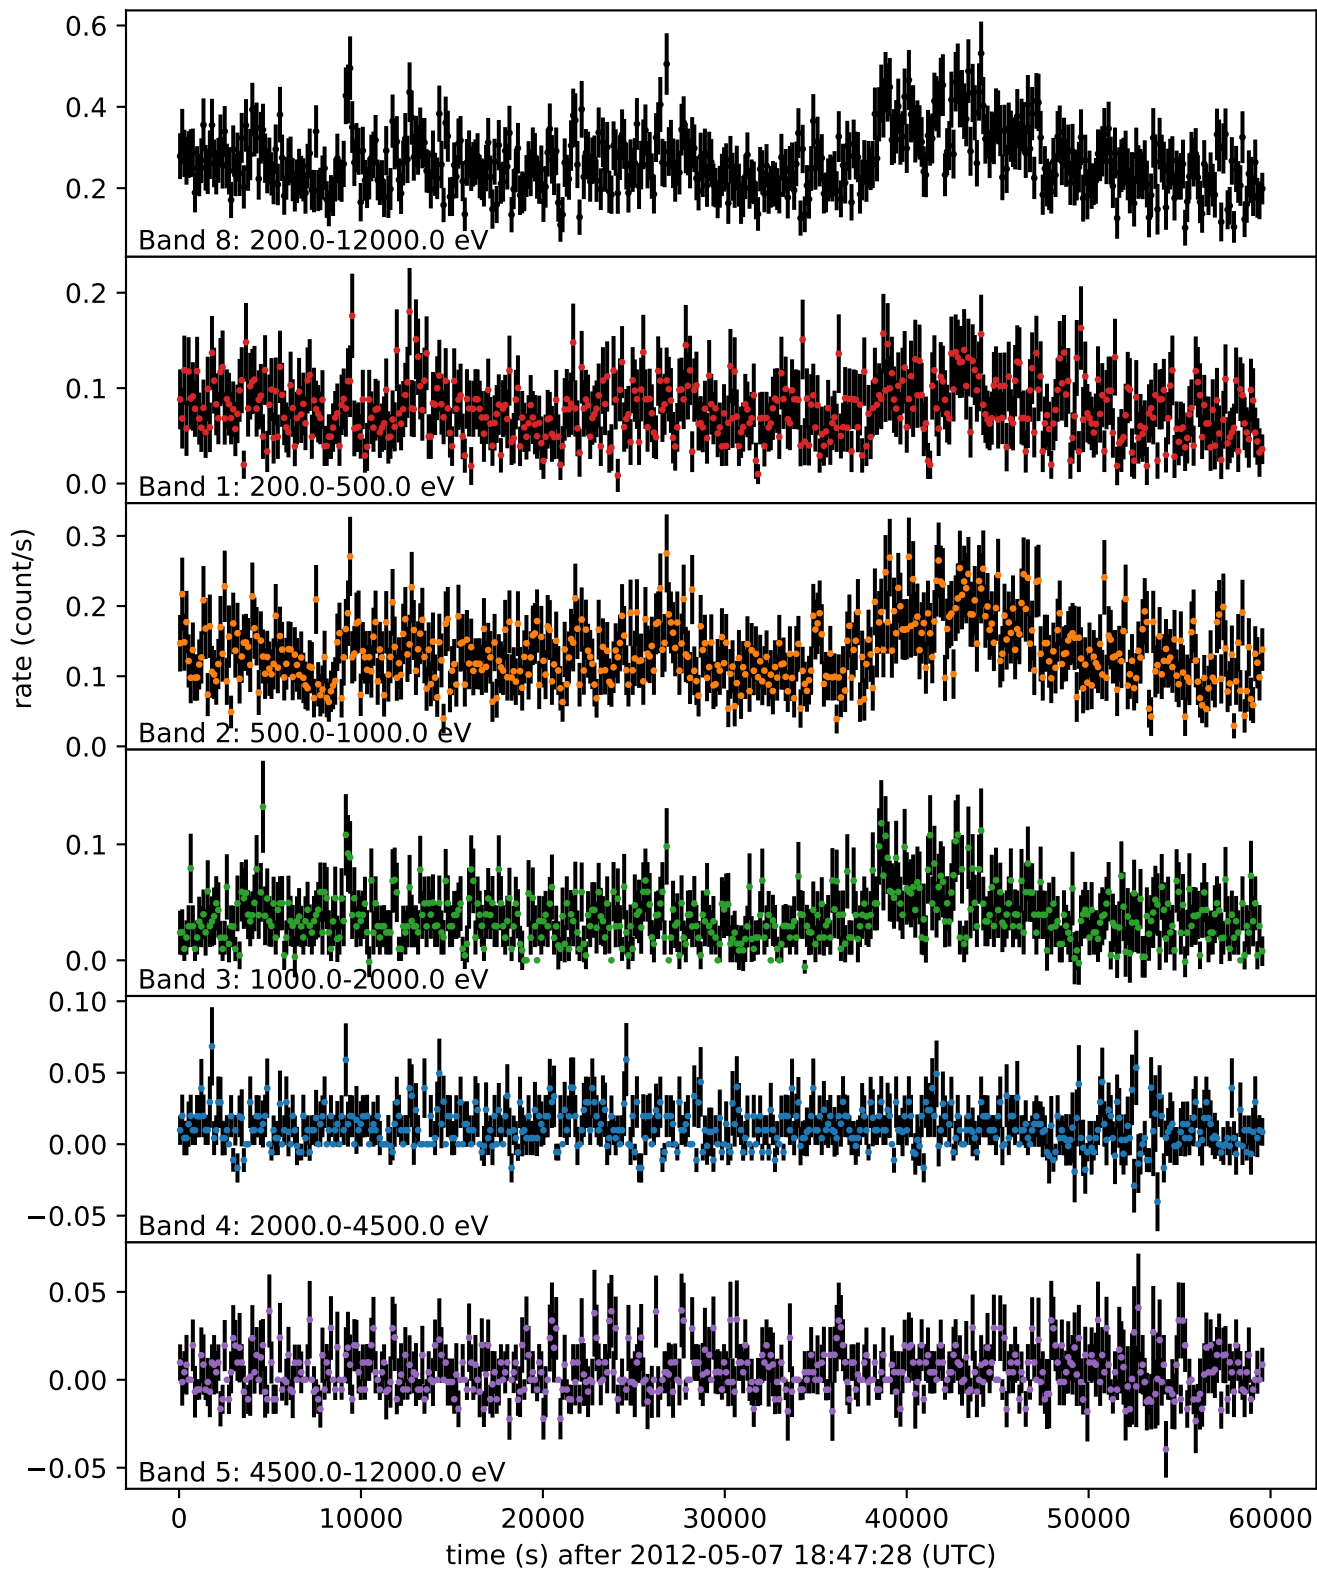 0.6
0.4
0.2
Band 8: 200.0-12000.0 eV
0.2
0.1
0.0
Band 1: 200.0-500.0 eV
0.3
0.2
0.1
0.0
Band 2: 500.0-1000.0 eV
rate (count/s)
0.1
0.0
Band 3: 1000.0-2000.0 eV
0.10
0.05
0.00
−0.05
Band 4: 2000.0-4500.0 eV
0.05
0.00
−0.05
Band 5: 4500.0-12000.0 eV
0 10000 20000 30000 40000 50000 60000
time (s) after 2012-05-07 18:47:28 (UTC)